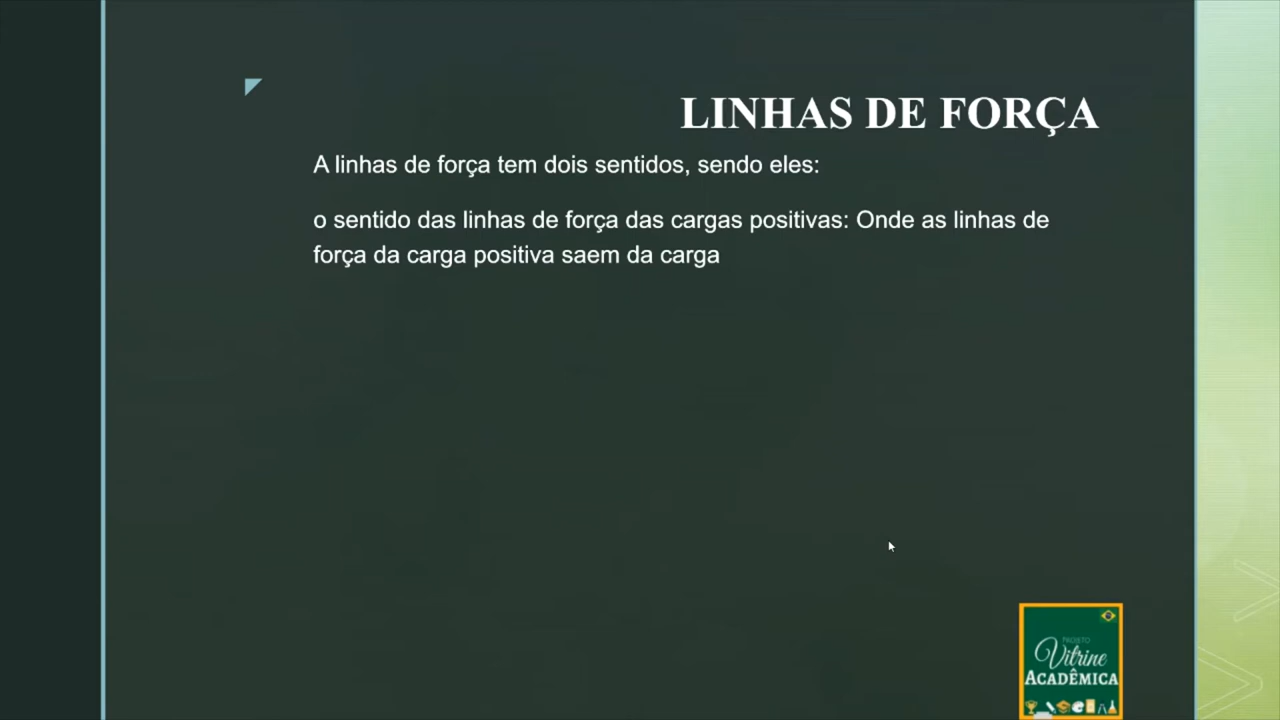 LINHAS DE FORÇA
A linhas de força tem dois sentidos, sendo eles:
o sentido das linhas de força das cargas positivas: Onde as linhas de
força da carga positiva saem da carga
PROJETO
Vitrine
ACADÊMICA